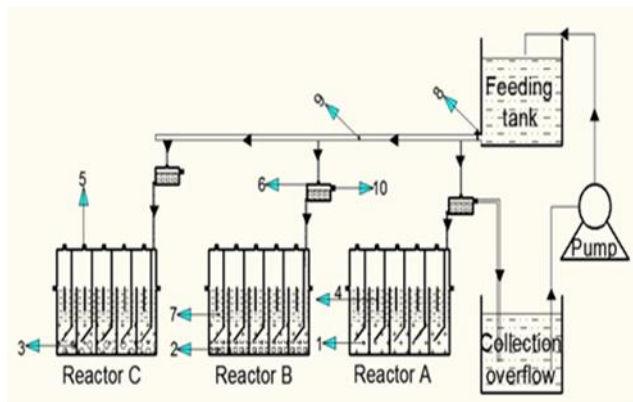 Feeding
tank
9
8
5
6
10
Pump
7
4
3
2
1
Collection
overflow
Reactor C
Reactor B
Reactor A